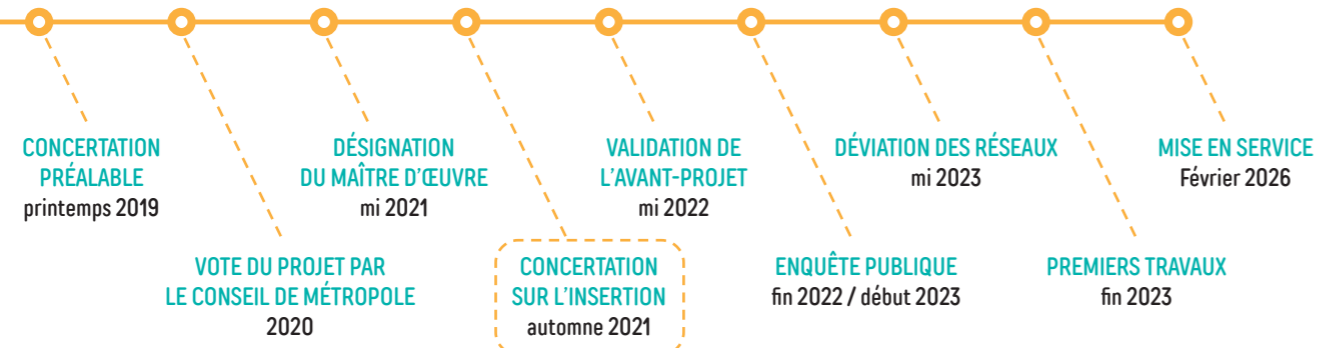 CONCERTATION
PRÉALABLE
printemps 2019
VOTE DU PROJET PAR
LE CONSEIL DE MÉTROPOLE
2020
DÉSIGNATION
DU MAÎTRE D'ŒUVRE
mi 2021
CONCERTATION
SUR L'INSERTION
automne 2021
VALIDATION DE
L'AVANT-PROJET
mi 2022
ENQUÊTE PUBLIQUE
fin 2022 / début 2023
DÉVIATION DES RÉSEAUX
mi 2023
PREMIERS TRAVAUX
fin 2023
MISE EN SERVICE
Février 2026